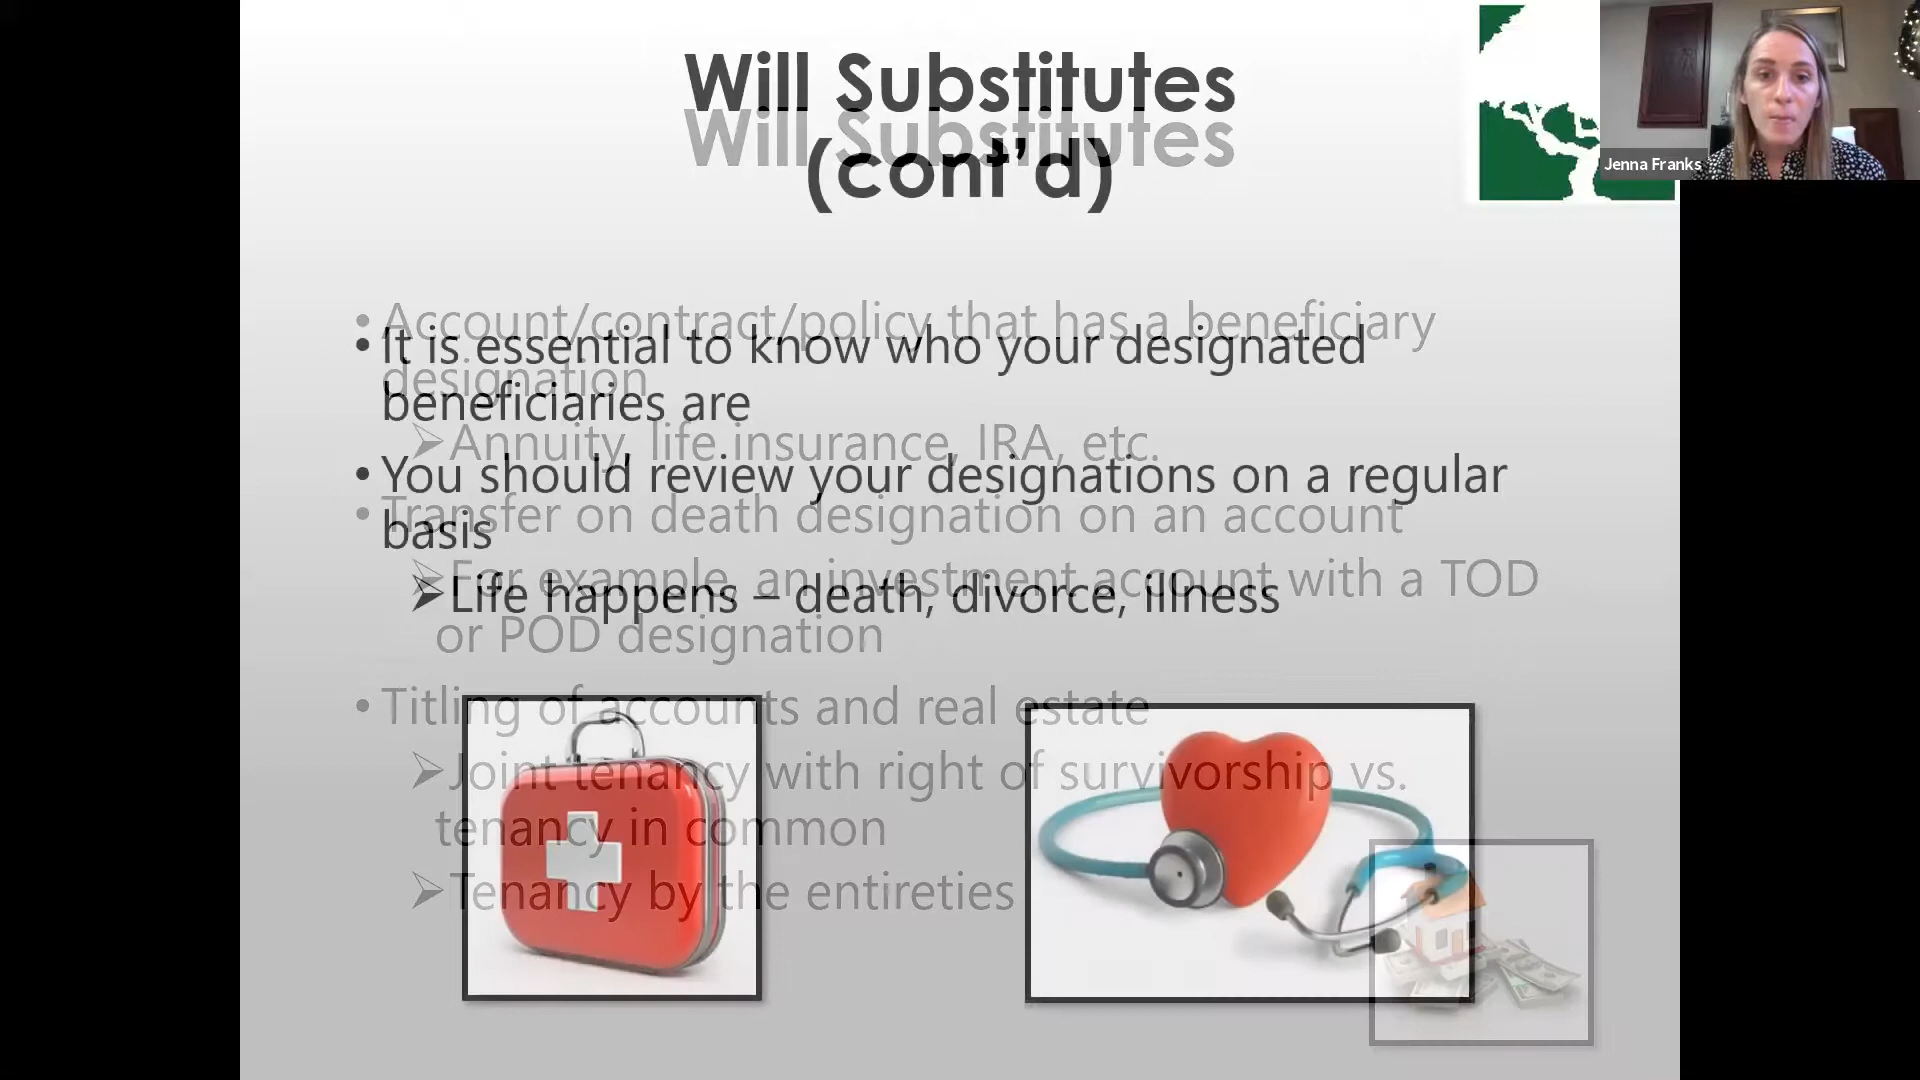 Will Substitutes
(cont'd)
• It is essential to know who your designated
beneficiaries are
• You should review your designations on a regular
basis
➢Life happens – death, divorce, illness
Will Substitutes
• Account/contract/policy that has a beneficiary
designation
➢Annuity, life insurance, IRA, etc.
• Transfer on death designation on an account
➢For example, an investment account with a TOD
or POD designation
• Titling of accounts and real estate
➢Joint tenancy with right of survivorship vs.
tenancy in common
➢Tenancy by the entireties
Jenna Franks